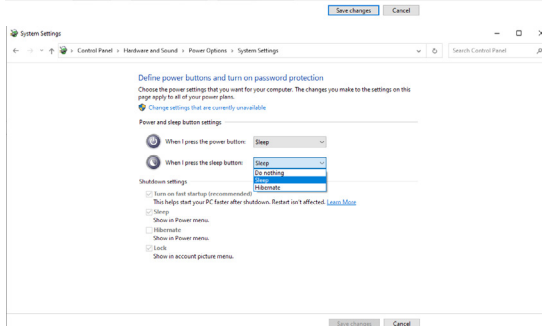 Save changes Cancel
System Settings
Control Panel > Hardware and Sound > Power Options > System Settings
Search Control Panel
Define power buttons and turn on password protection
Choose the power settings that you want for your computer. The changes you make to the settings on this
page apply to all of your power plans.
Change settings that are currently unavailable
Power and sleep button settings
When I press the power button: Sleep
When I press the sleep button: Sleep
Do nothing
Sleep
Hibernate
Shutdown settings
Turn on fast startup (recommended)
This helps start your PC faster after shutdown. Restart isn't affected. Learn More
Sleep
Show in Power menu.
Hibernate
Show in Power menu.
Lock
Show in account picture menu.
Save changes Cancel